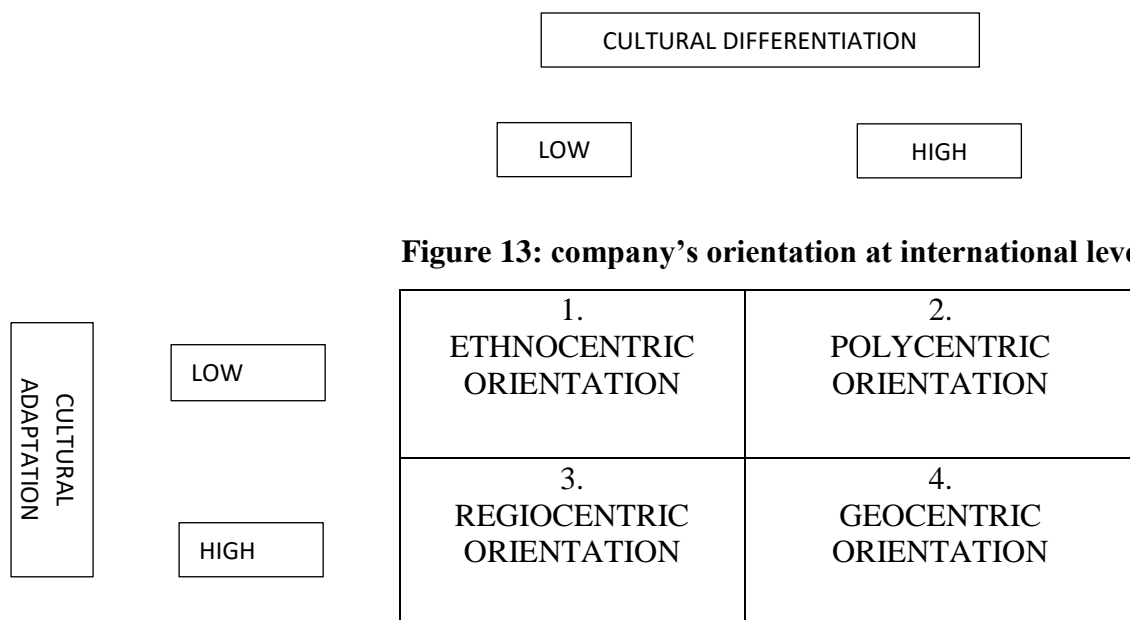 CULTURAL DIFFERENTIATION
LOW
HIGH
Figure 13: company’s orientation at international leve
1.
ETHNOCENTRIC
ORIENTATION
2.
POLYCENTRIC
ORIENTATION
CULTURAL
ADAPTATION
LOW
HIGH
3.
REGIOCENTRIC
ORIENTATION
4.
GEOCENTRIC
ORIENTATION